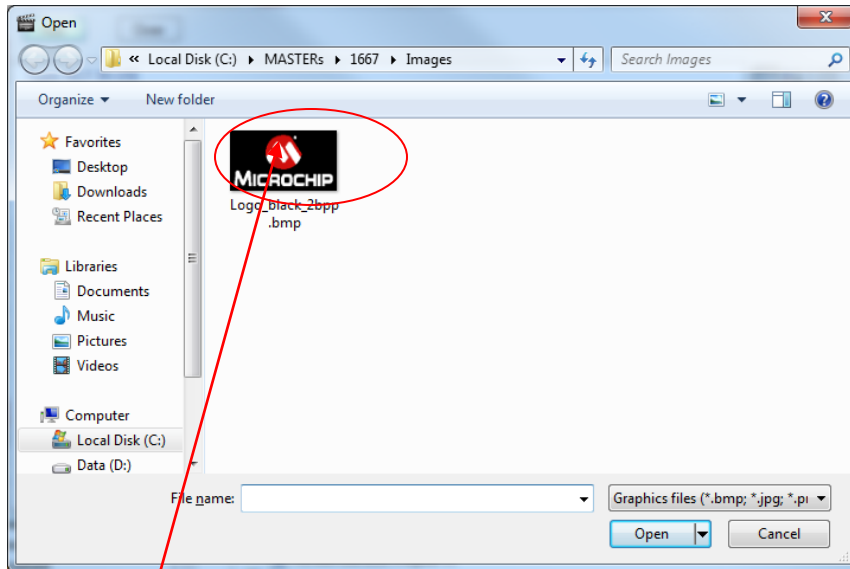 Open
« Local Disk (C:) ▸ MASTERs ▸ 1667 ▸ Images
Search Images
Organize ▾ New folder
Favorites
Desktop
Downloads
Recent Places
Libraries
Documents
Music
Pictures
Videos
Computer
Local Disk (C:)
Data (D:)
MICROCHIP
Logo_black_2bpp
.bmp
File name:
Graphics files (*.bmp; *.jpg; *.pı
Open
Cancel